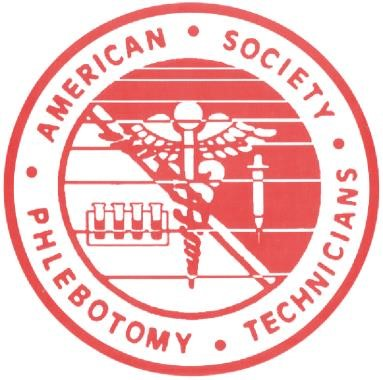 AMERICAN • SOCIETY •
PHLEBOTOMY • TECHNICIANS •